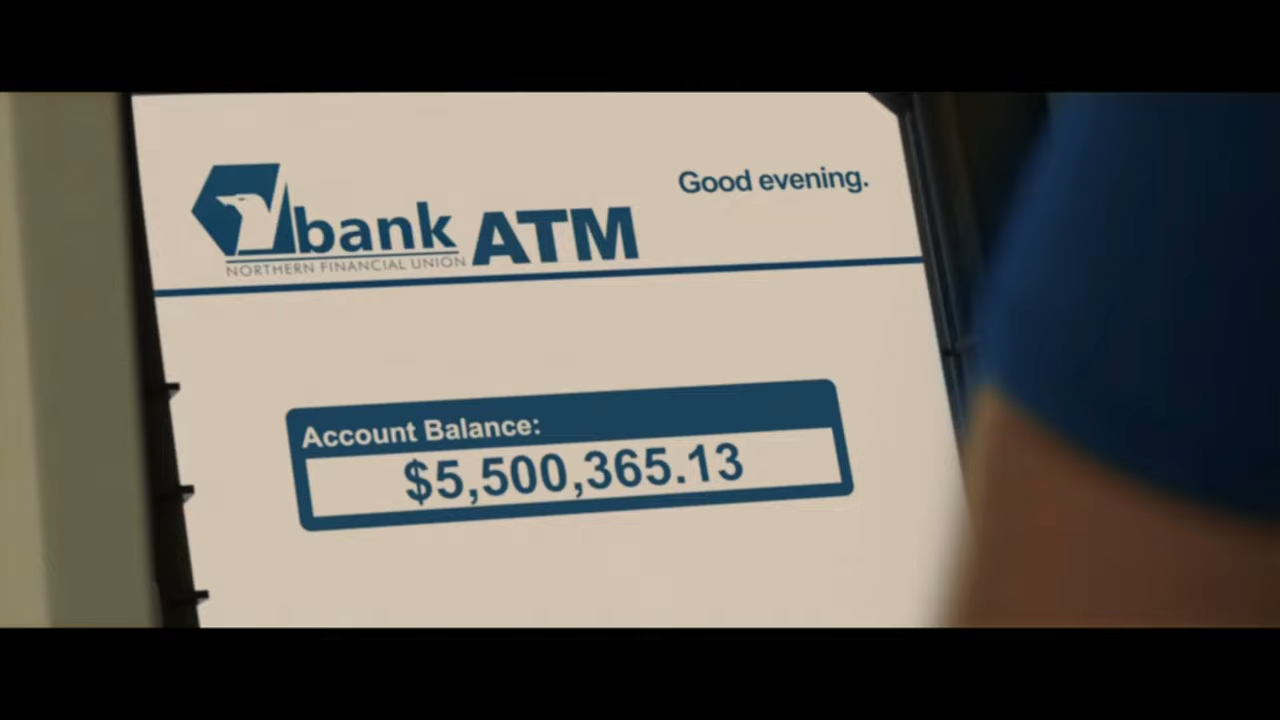 Good evening.
bank ATM
NORTHERN FINANCIAL UNION
Account Balance:
$5,500,365.13